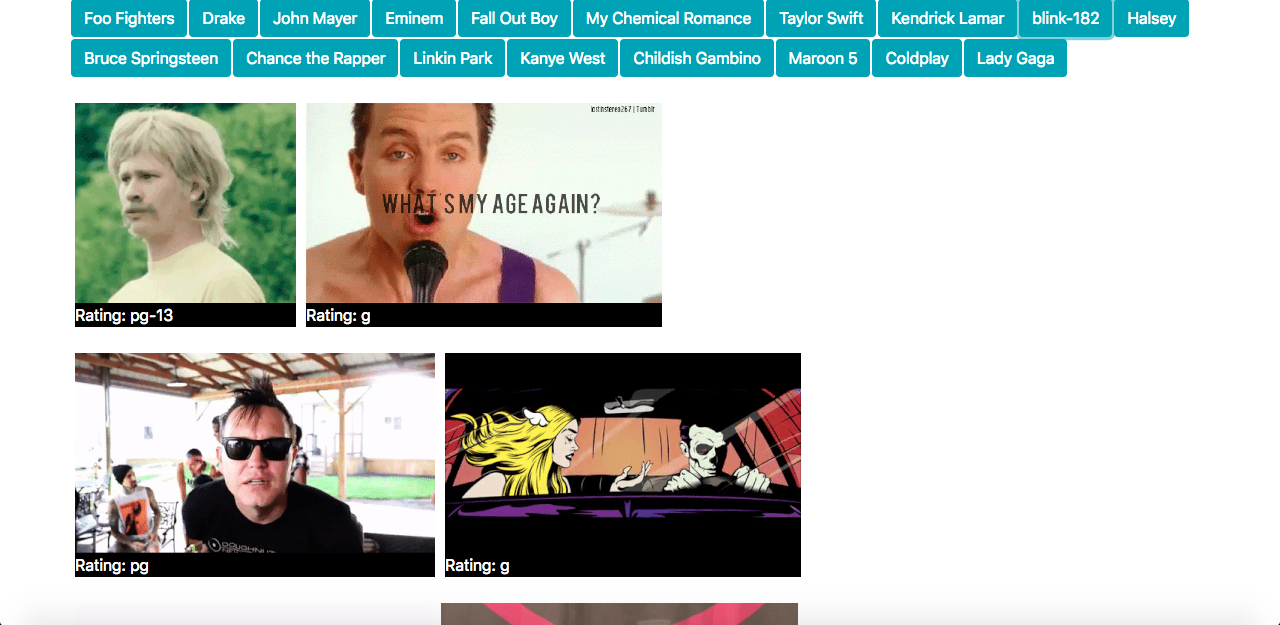 Foo Fighters Drake John Mayer Eminem Fall Out Boy My Chemical Romance Taylor Swift Kendrick Lamar blink-182 Halsey
Bruce Springsteen Chance the Rapper Linkin Park Kanye West Childish Gambino Maroon 5 Coldplay Lady Gaga
lostinstereo267 | Tumblr
WHAT'S MY AGE AGAIN?
Rating: pg-13
Rating: g
Rating: pg
Rating: g